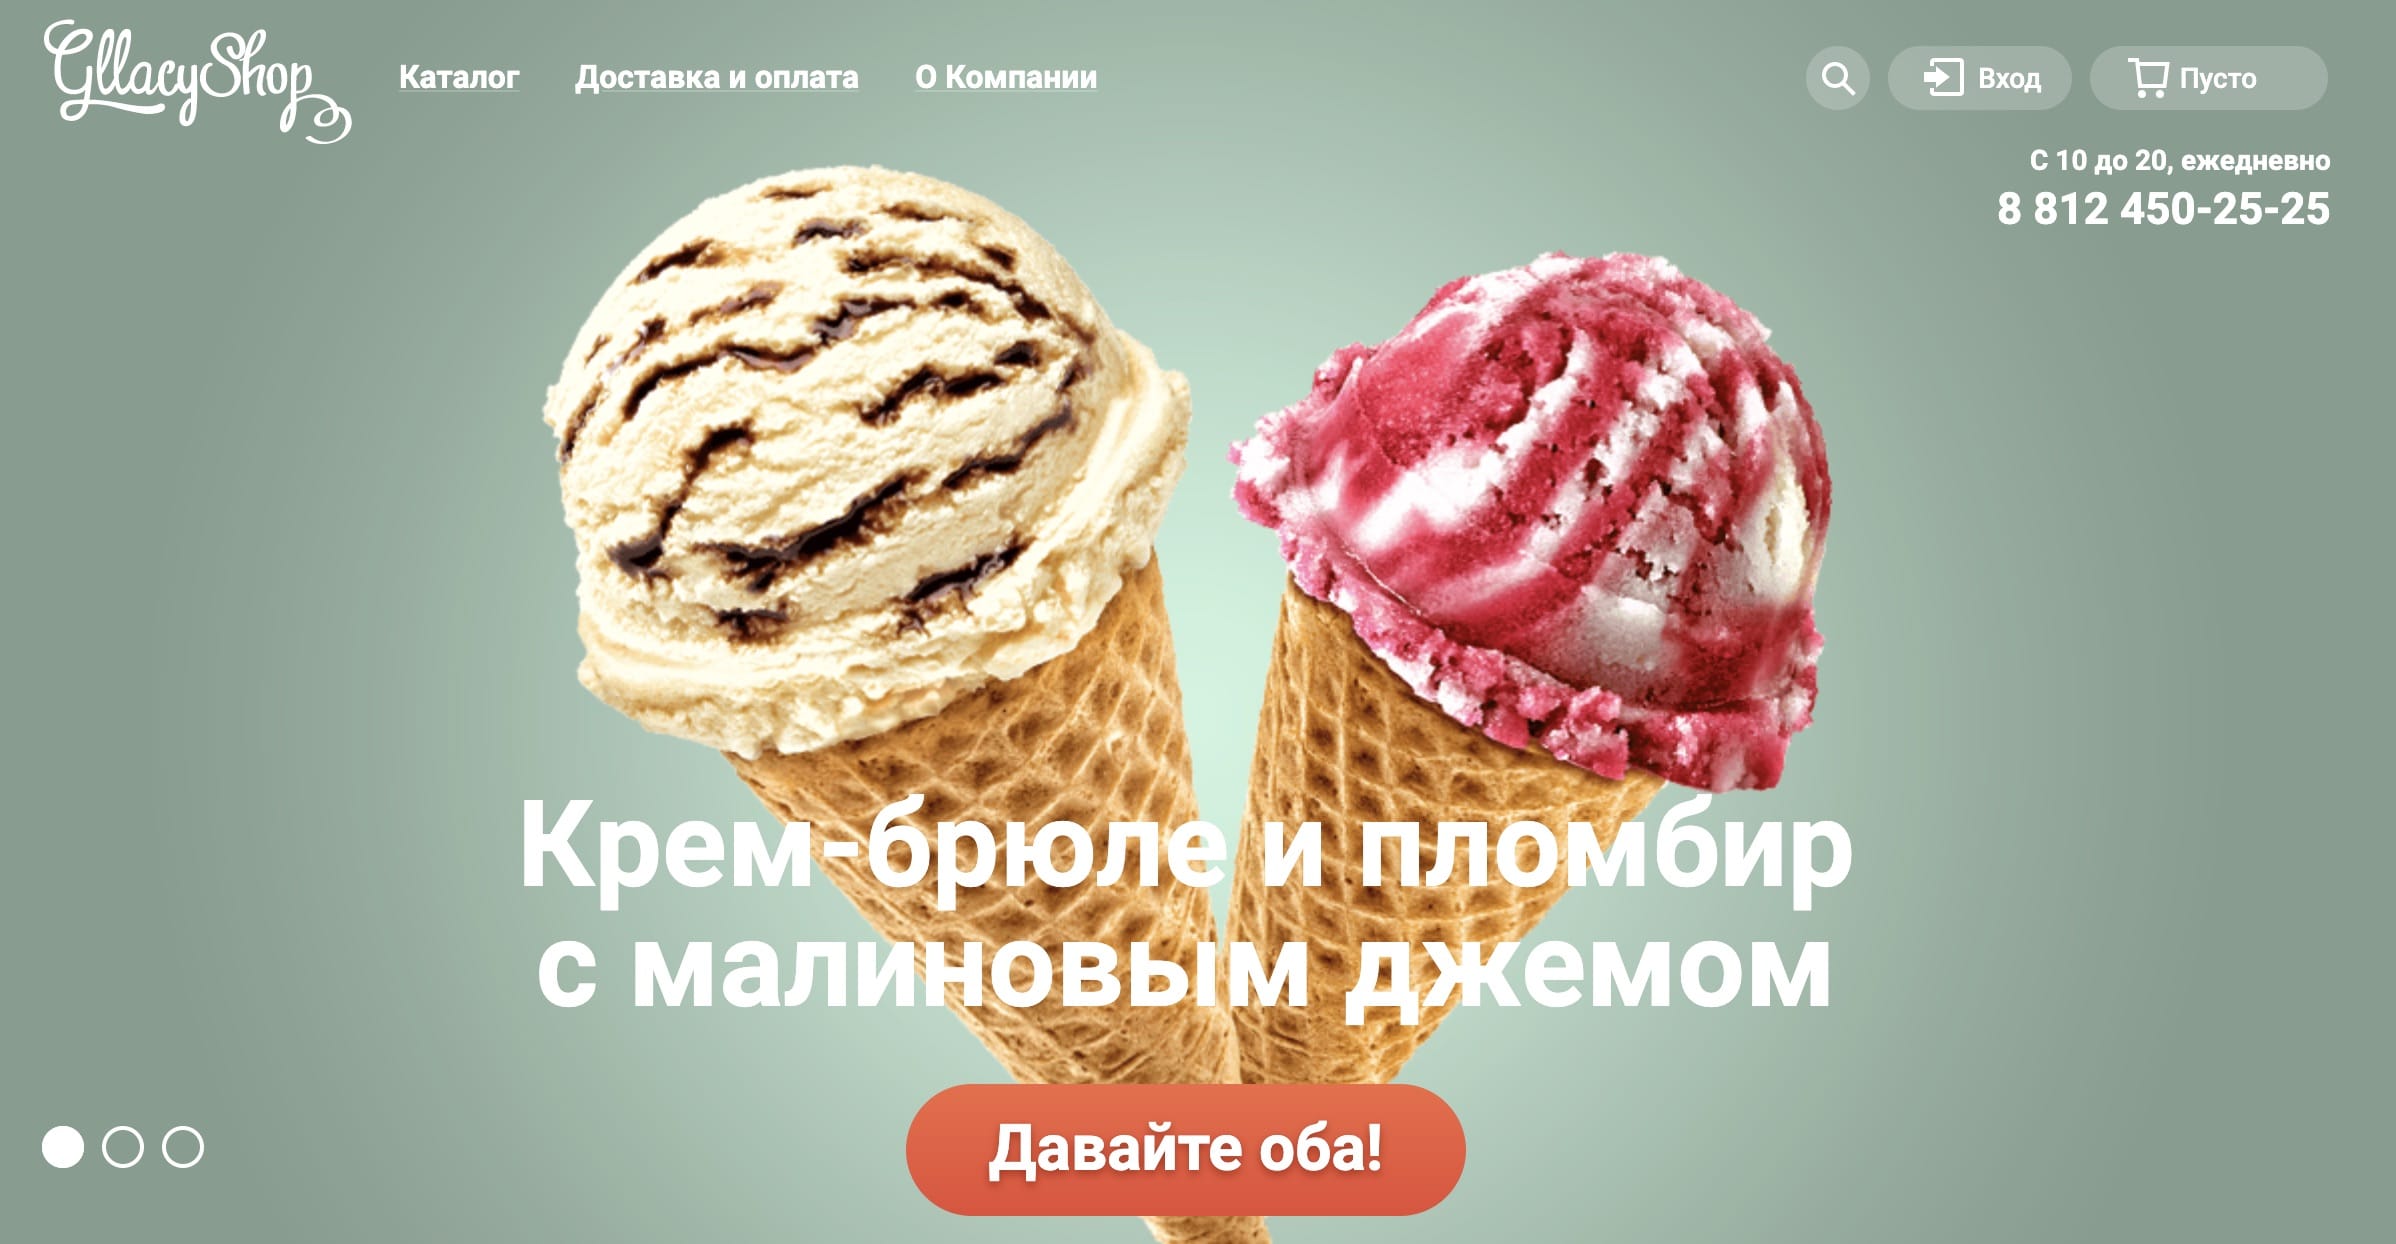 GllacyShop
Каталог
Доставка и оплата
О Компании
Вход
Пусто
С 10 до 20, ежедневно
8 812 450-25-25
Крем-брюле и пломбир
с малиновым джемом
Давайте оба!